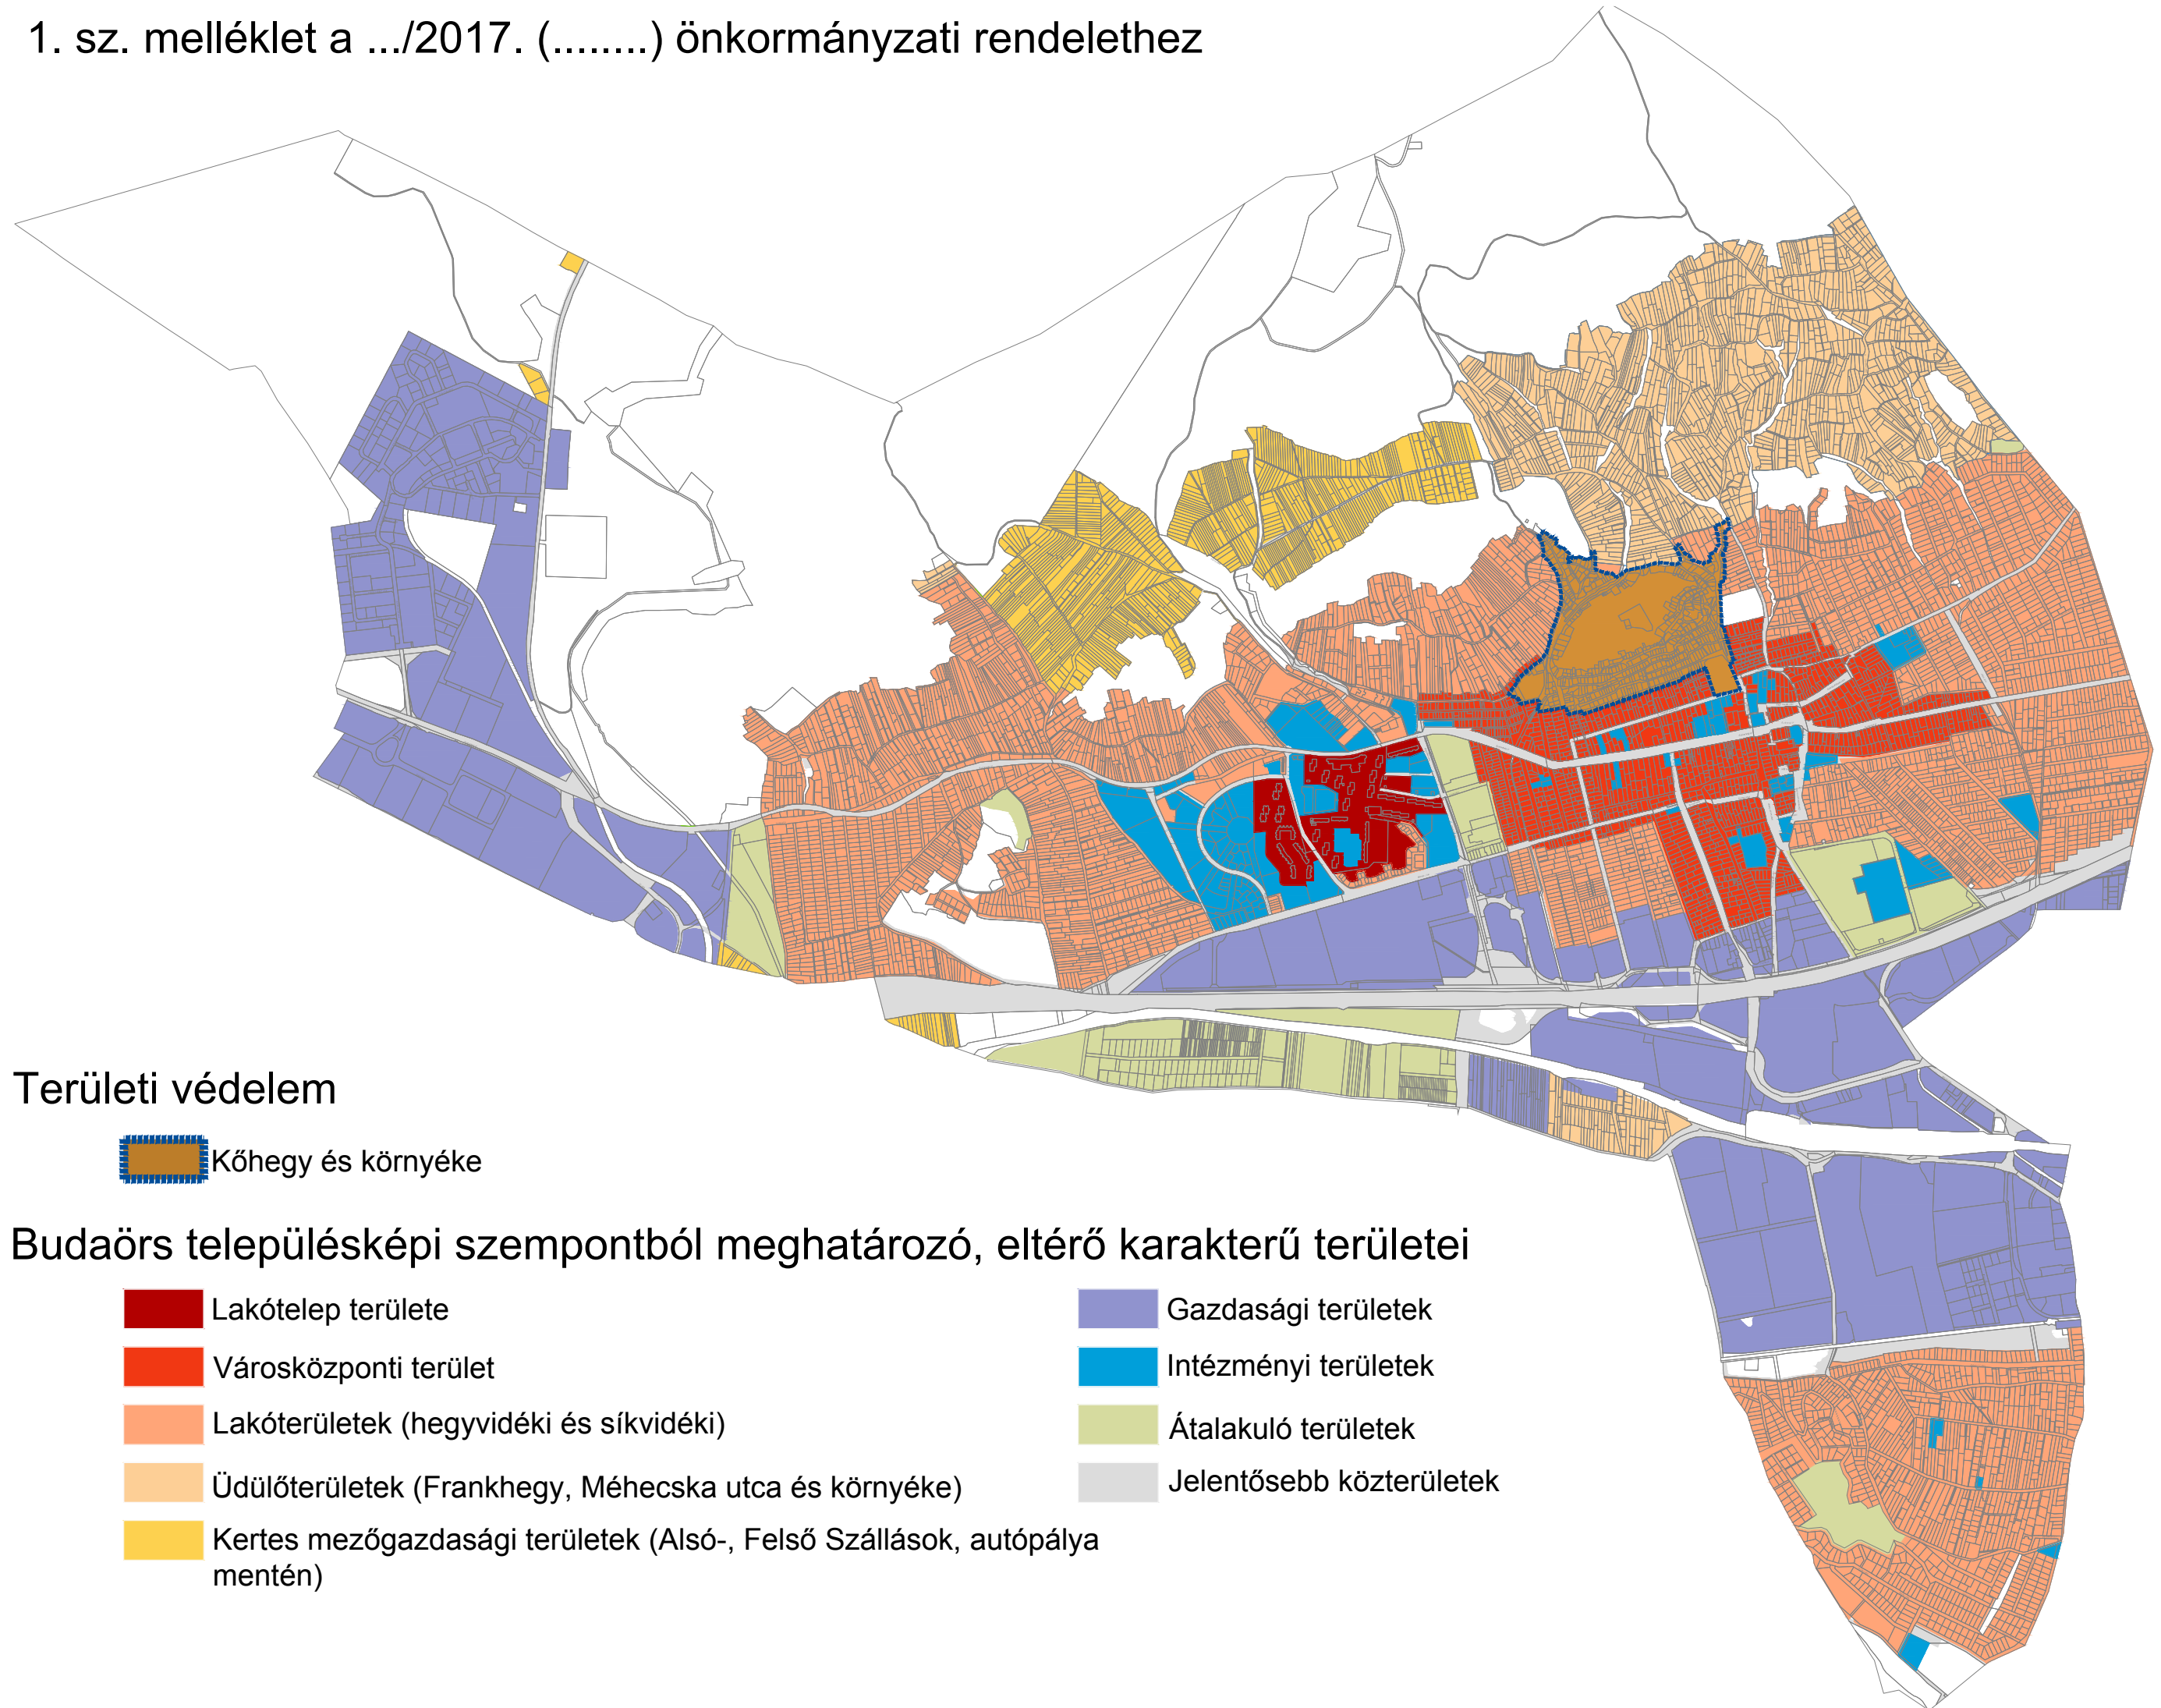 1. sz. melléklet a .../2017. (........) önkormányzati rendelethez
Területi védelem
Kőhegy és környéke
Budaörs településképi szempontból meghatározó, eltérő karakterű területei
Lakótelep területe
Városközponti terület
Lakóterületek (hegyvidéki és síkvidéki)
Üdülőterületek (Frankhegy, Méhecska utca és környéke)
Kertes mezőgazdasági területek (Alsó-, Felső Szállások, autópálya
mentén)
Gazdasági területek
Intézményi területek
Átalakuló területek
Jelentősebb közterületek